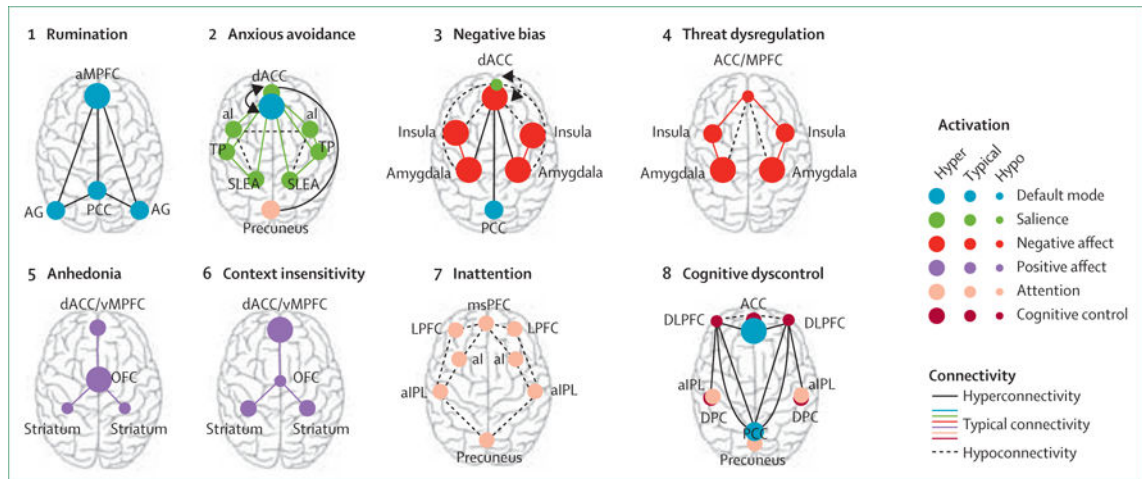 1 Rumination
aMPFC
AG
PCC
AG
2 Anxious avoidance
dACC
aI
aI
TP
TP
SLEA
SLEA
Precuneus
3 Negative bias
dACC
Insula
Insula
Amygdala
Amygdala
PCC
4 Threat dysregulation
ACC/MPFC
Insula
Insula
Amygdala
Amygdala
5 Anhedonia
dACC/vMPFC
OFC
Striatum
Striatum
6 Context insensitivity
dACC/vMPFC
OFC
Striatum
Striatum
7 Inattention
msPFC
LPFC
LPFC
aI
aI
aIPL
aIPL
Precuneus
8 Cognitive dyscontrol
ACC
DLPFC
DLPFC
aIPL
aIPL
DPC
DPC
PCC
Precuneus
Activation
Hyper
Typical
Hypo
Default mode
Salience
Negative affect
Positive affect
Attention
Cognitive control
Connectivity
Hyperconnectivity
Typical connectivity
Hypoconnectivity